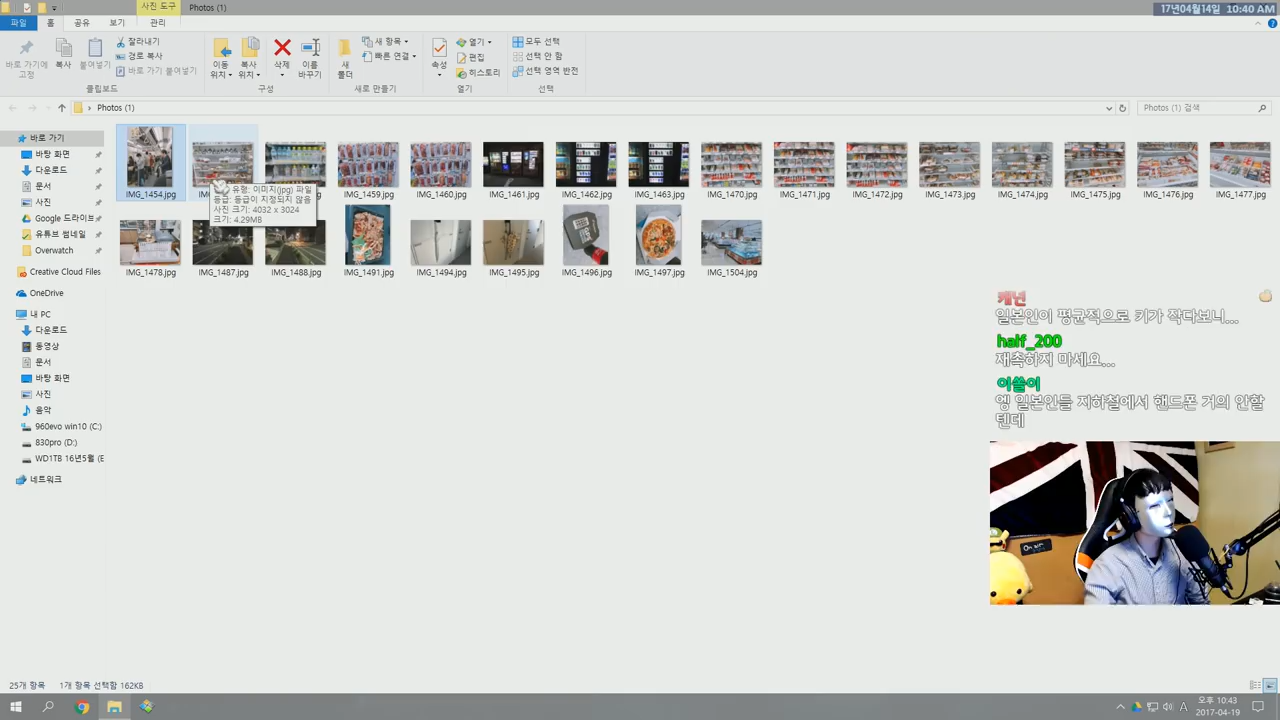 사진 도구
Photos (1)
17년04월14일 10:40 AM
파일
홈
공유
보기
관리
바로 가기에
고정
복사
붙여넣기
잘라내기
경로 복사
바로 가기 붙여넣기
이동
위치
복사
위치
삭제
이름
바꾸기
새
폴더
새 항목
빠른 연결
속성
열기
편집
히스토리
모두 선택
선택 안 함
선택 영역 반전
클립보드
구성
새로 만들기
열기
선택
Photos (1)
Photos (1) 검색
바로 가기
바탕 화면
다운로드
문서
사진
Google 드라이브
유튜브 썸네일
Overwatch
Creative Cloud Files
OneDrive
내 PC
다운로드
동영상
문서
바탕 화면
사진
음악
960evo win10 (C:)
830pro (D:)
WD1TB 16년5월 (E
네트워크
IMG_1454.jpg
IMG_1459.jpg
IMG_1460.jpg
IMG_1461.jpg
IMG_1462.jpg
IMG_1463.jpg
IMG_1470.jpg
IMG_1471.jpg
IMG_1472.jpg
IMG_1473.jpg
IMG_1474.jpg
IMG_1475.jpg
IMG_1476.jpg
IMG_1477.jpg
유형: 이미지(jpg) 파일
등급: 등급이 지정되지 않음
사진 크기: 4032 x 3024
크기: 4.29MB
IMG_1478.jpg
IMG_1487.jpg
IMG_1488.jpg
IMG_1491.jpg
IMG_1494.jpg
IMG_1495.jpg
IMG_1496.jpg
IMG_1497.jpg
IMG_1504.jpg
캐넌
일본인이 평균적으로 키가 작다보니...
half_200
재촉하지 마세요...
이쏠이
엥 일본인들 지하철에서 핸드폰 거의 안할
텐데
25개 항목
1개 항목 선택함 162KB
A
오후 10:43
2017-04-19